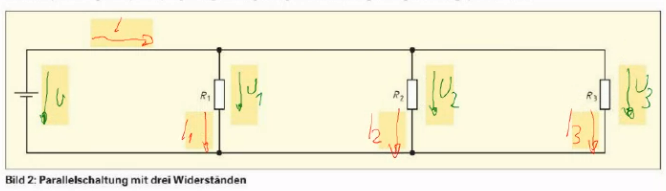 I
U R₁ U₁ R₂ U₂ R₃ U₃
I₁ I₂ I₃
Bild 2: Parallelschaltung mit drei Widerständen